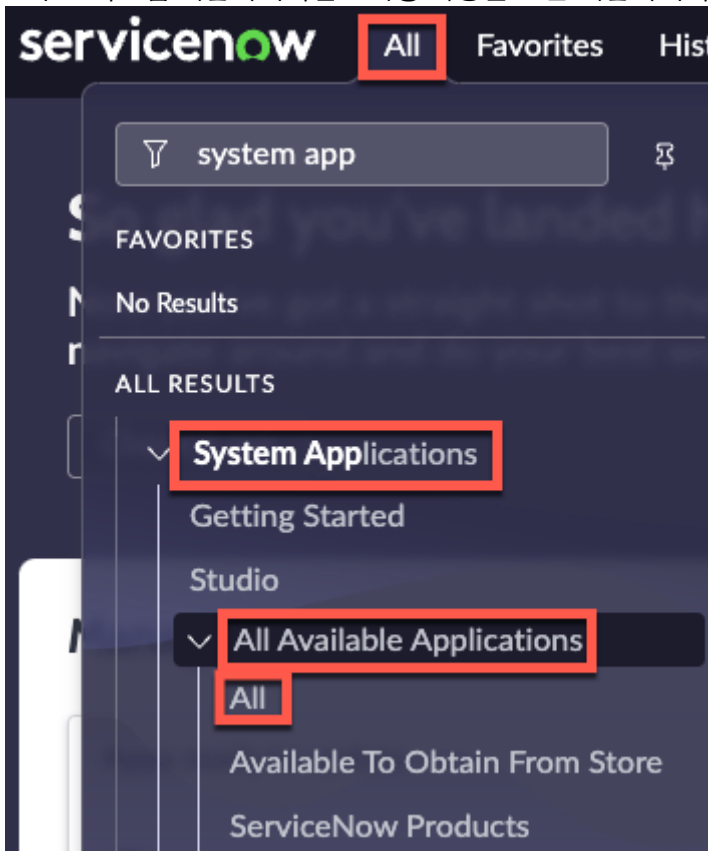 servicenow All Favorites Hist
system app
FAVORITES
No Results
ALL RESULTS
System Applications
Getting Started
Studio
All Available Applications
All
Available To Obtain From Store
ServiceNow Products